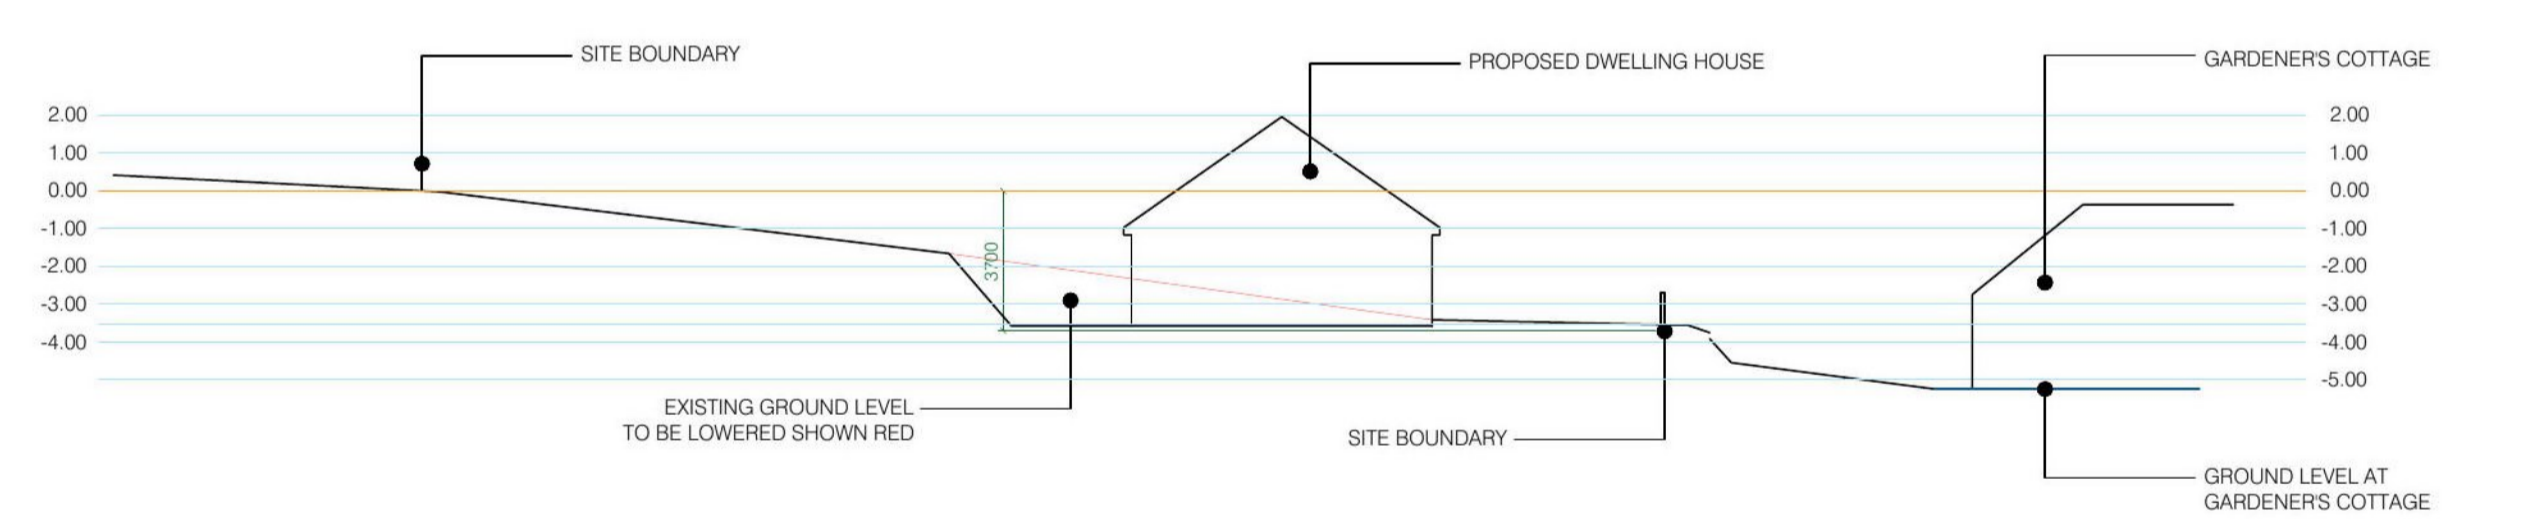 SITE BOUNDARY
PROPOSED DWELLING HOUSE
GARDENER'S COTTAGE
2.00
2.00
1.00
1.00
0.00
0.00
-1.00
-1.00
-2.00
-2.00
3700
-3.00
-3.00
-4.00
-4.00
-5.00
EXISTING GROUND LEVEL
TO BE LOWERED SHOWN RED
SITE BOUNDARY
GROUND LEVEL AT
GARDENER'S COTTAGE